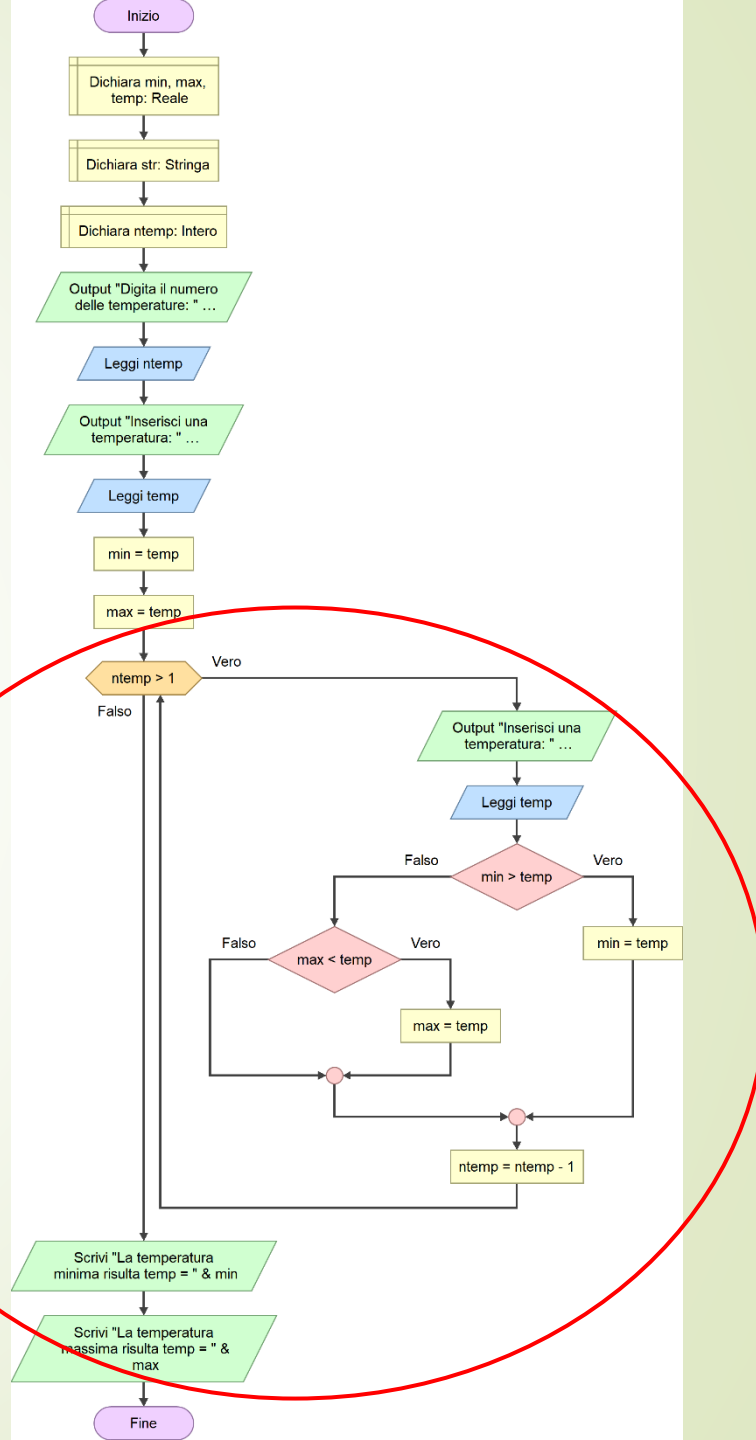 Inizio
Dichiara min, max,
temp: Reale
Dichiara str: Stringa
Dichiara ntemp: Intero
Output "Digita il numero
delle temperature: " ...
Leggi ntemp
Output "Inserisci una
temperatura: " ...
Leggi temp
min = temp
max = temp
ntemp > 1
Vero
Falso
Output "Inserisci una
temperatura: " ...
Leggi temp
Falso
min > temp
Vero
min = temp
Falso
max < temp
Vero
max = temp
ntemp = ntemp - 1
Scrivi "La temperatura
minima risulta temp = " & min
Scrivi "La temperatura
massima risulta temp = " &
max
Fine